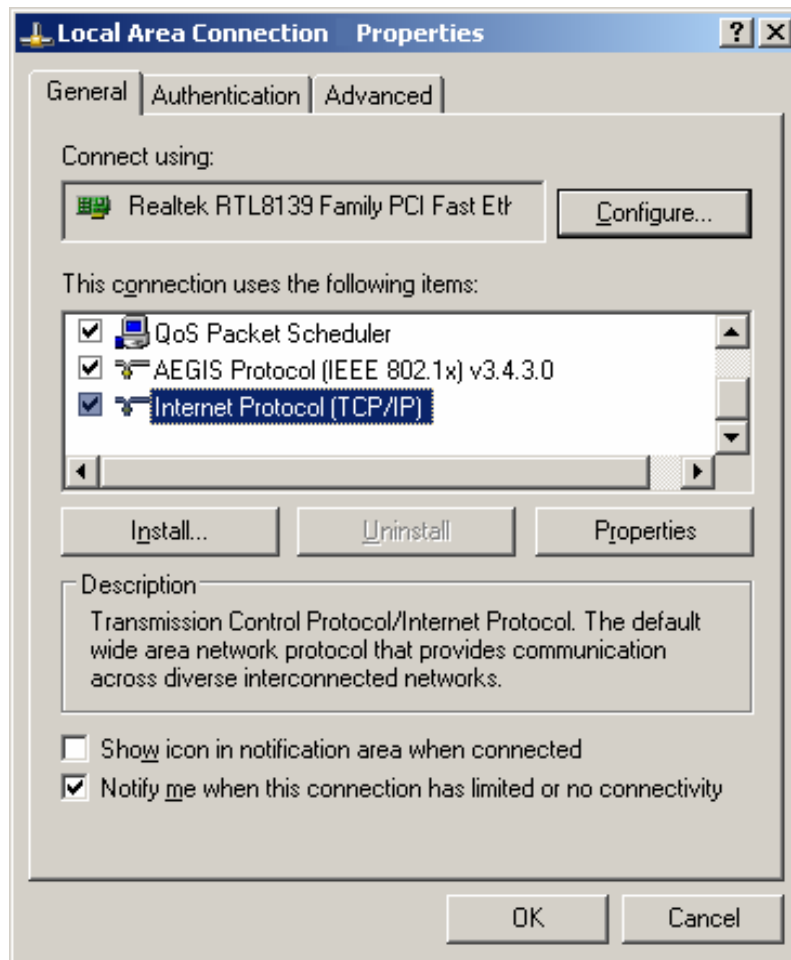 Local Area Connection Properties
General Authentication Advanced
Connect using:
Realtek RTL8139 Family PCI Fast Eth
Configure...
This connection uses the following items:
QoS Packet Scheduler
AEGIS Protocol (IEEE 802.1x) v3.4.3.0
Internet Protocol (TCP/IP)
Install... Uninstall Properties
Description
Transmission Control Protocol/Internet Protocol. The default
wide area network protocol that provides communication
across diverse interconnected networks.
Show icon in notification area when connected
Notify me when this connection has limited or no connectivity
OK Cancel